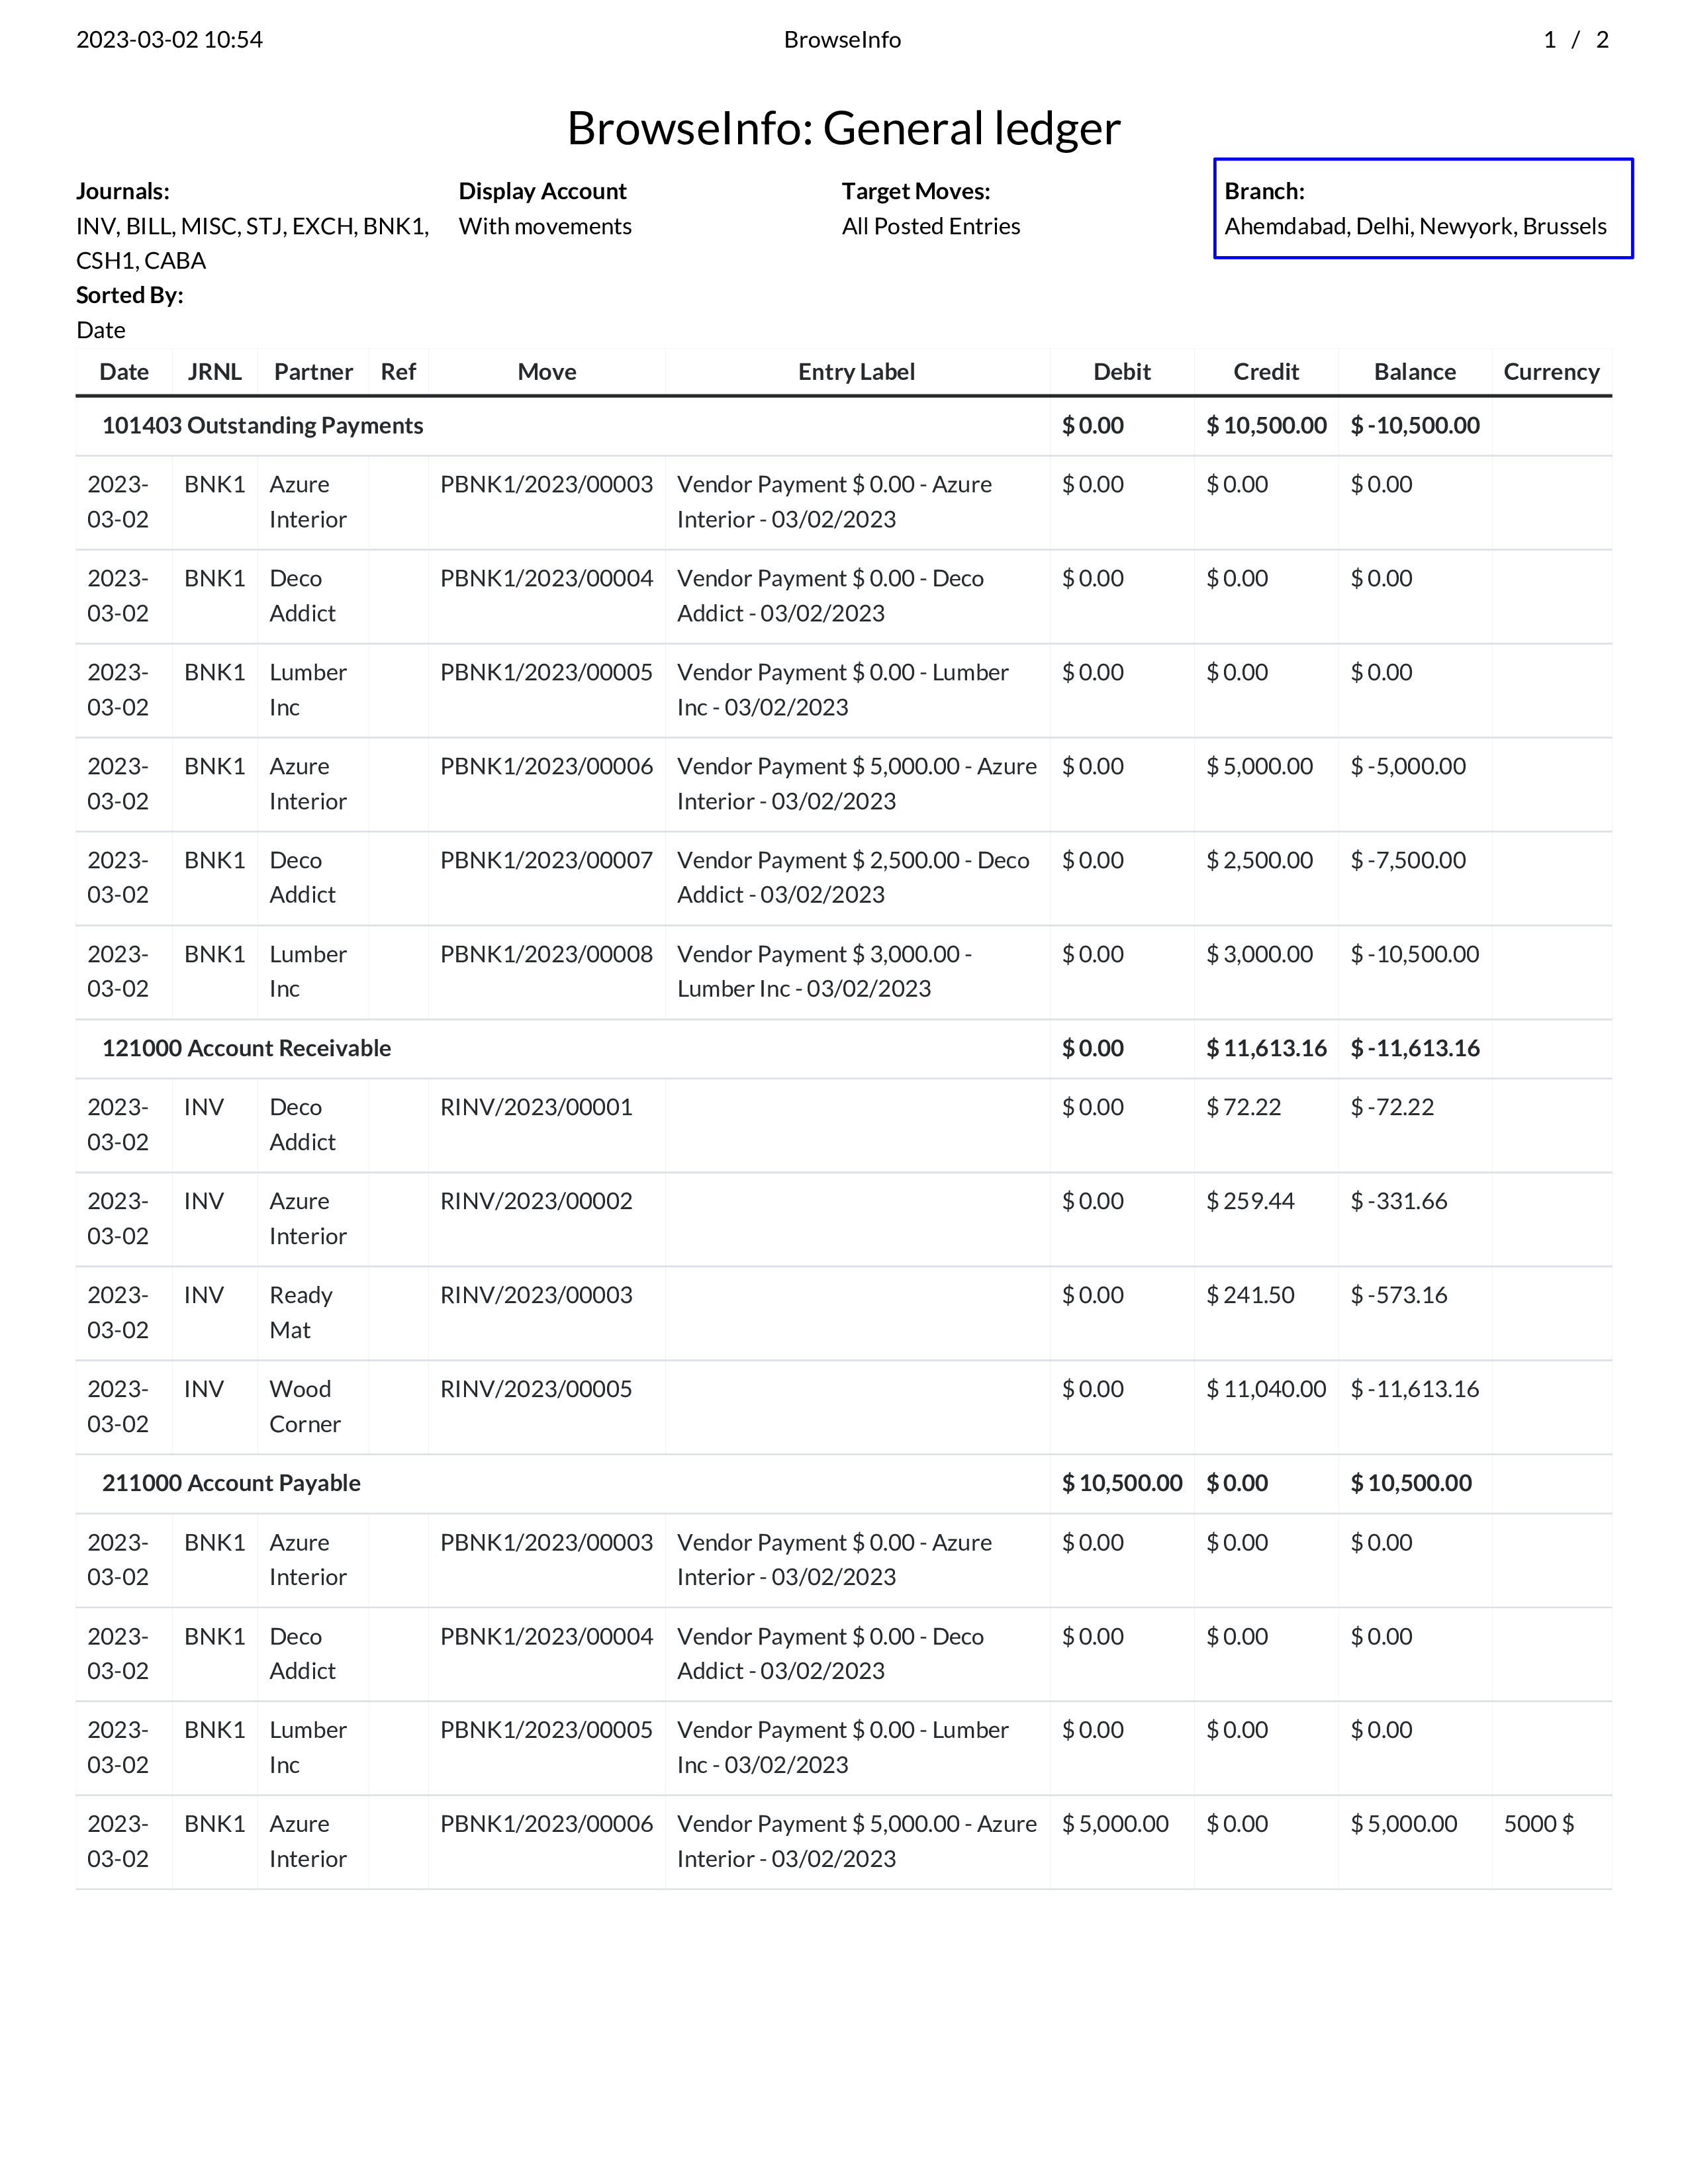 2023-03-02 10:54 BrowseInfo 1 / 2
BrowseInfo: General ledger
Journals:
INV, BILL, MISC, STJ, EXCH, BNK1,
CSH1, CABA
Sorted By:
Date
Display Account
With movements
Target Moves:
All Posted Entries
Branch:
Ahemdabad, Delhi, Newyork, Brussels
Date JRNL Partner Ref Move Entry Label Debit Credit Balance Currency
101403 Outstanding Payments $ 0.00 $ 10,500.00 $ -10,500.00
2023- BNK1 Azure PBNK1/2023/00003 Vendor Payment $ 0.00 - Azure $ 0.00 $ 0.00 $ 0.00
03-02 Interior Interior - 03/02/2023
2023- BNK1 Deco PBNK1/2023/00004 Vendor Payment $ 0.00 - Deco $ 0.00 $ 0.00 $ 0.00
03-02 Addict Addict - 03/02/2023
2023- BNK1 Lumber PBNK1/2023/00005 Vendor Payment $ 0.00 - Lumber $ 0.00 $ 0.00 $ 0.00
03-02 Inc Inc - 03/02/2023
2023- BNK1 Azure PBNK1/2023/00006 Vendor Payment $ 5,000.00 - Azure $ 0.00 $ 5,000.00 $ -5,000.00
03-02 Interior Interior - 03/02/2023
2023- BNK1 Deco PBNK1/2023/00007 Vendor Payment $ 2,500.00 - Deco $ 0.00 $ 2,500.00 $ -7,500.00
03-02 Addict Addict - 03/02/2023
2023- BNK1 Lumber PBNK1/2023/00008 Vendor Payment $ 3,000.00 - $ 0.00 $ 3,000.00 $ -10,500.00
03-02 Inc Lumber Inc - 03/02/2023
121000 Account Receivable $ 0.00 $ 11,613.16 $ -11,613.16
2023- INV Deco RINV/2023/00001 $ 0.00 $ 72.22 $ -72.22
03-02 Addict
2023- INV Azure RINV/2023/00002 $ 0.00 $ 259.44 $ -331.66
03-02 Interior
2023- INV Ready RINV/2023/00003 $ 0.00 $ 241.50 $ -573.16
03-02 Mat
2023- INV Wood RINV/2023/00005 $ 0.00 $ 11,040.00 $ -11,613.16
03-02 Corner
211000 Account Payable $ 10,500.00 $ 0.00 $ 10,500.00
2023- BNK1 Azure PBNK1/2023/00003 Vendor Payment $ 0.00 - Azure $ 0.00 $ 0.00 $ 0.00
03-02 Interior Interior - 03/02/2023
2023- BNK1 Deco PBNK1/2023/00004 Vendor Payment $ 0.00 - Deco $ 0.00 $ 0.00 $ 0.00
03-02 Addict Addict - 03/02/2023
2023- BNK1 Lumber PBNK1/2023/00005 Vendor Payment $ 0.00 - Lumber $ 0.00 $ 0.00 $ 0.00
03-02 Inc Inc - 03/02/2023
2023- BNK1 Azure PBNK1/2023/00006 Vendor Payment $ 5,000.00 - Azure $ 5,000.00 $ 0.00 $ 5,000.00 5000 $
03-02 Interior Interior - 03/02/2023